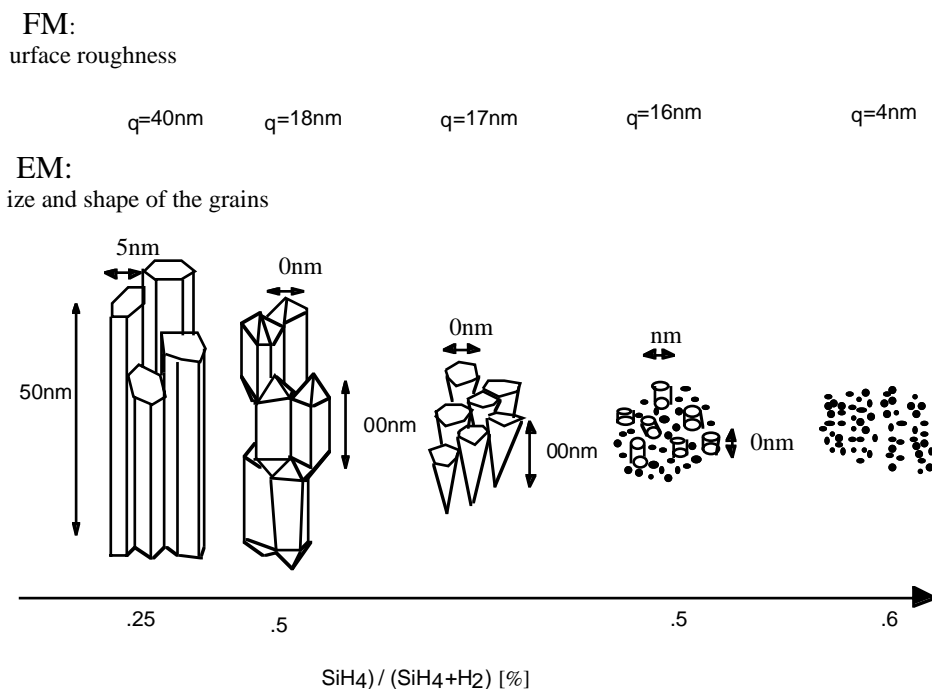 FM:
urface roughness
q=40nm q=18nm q=17nm q=16nm q=4nm
EM:
ize and shape of the grains
5nm 0nm 0nm nm
50nm 00nm 00nm 0nm
.25 .5 .5 .6
SiH4) / (SiH4+H2) [%]